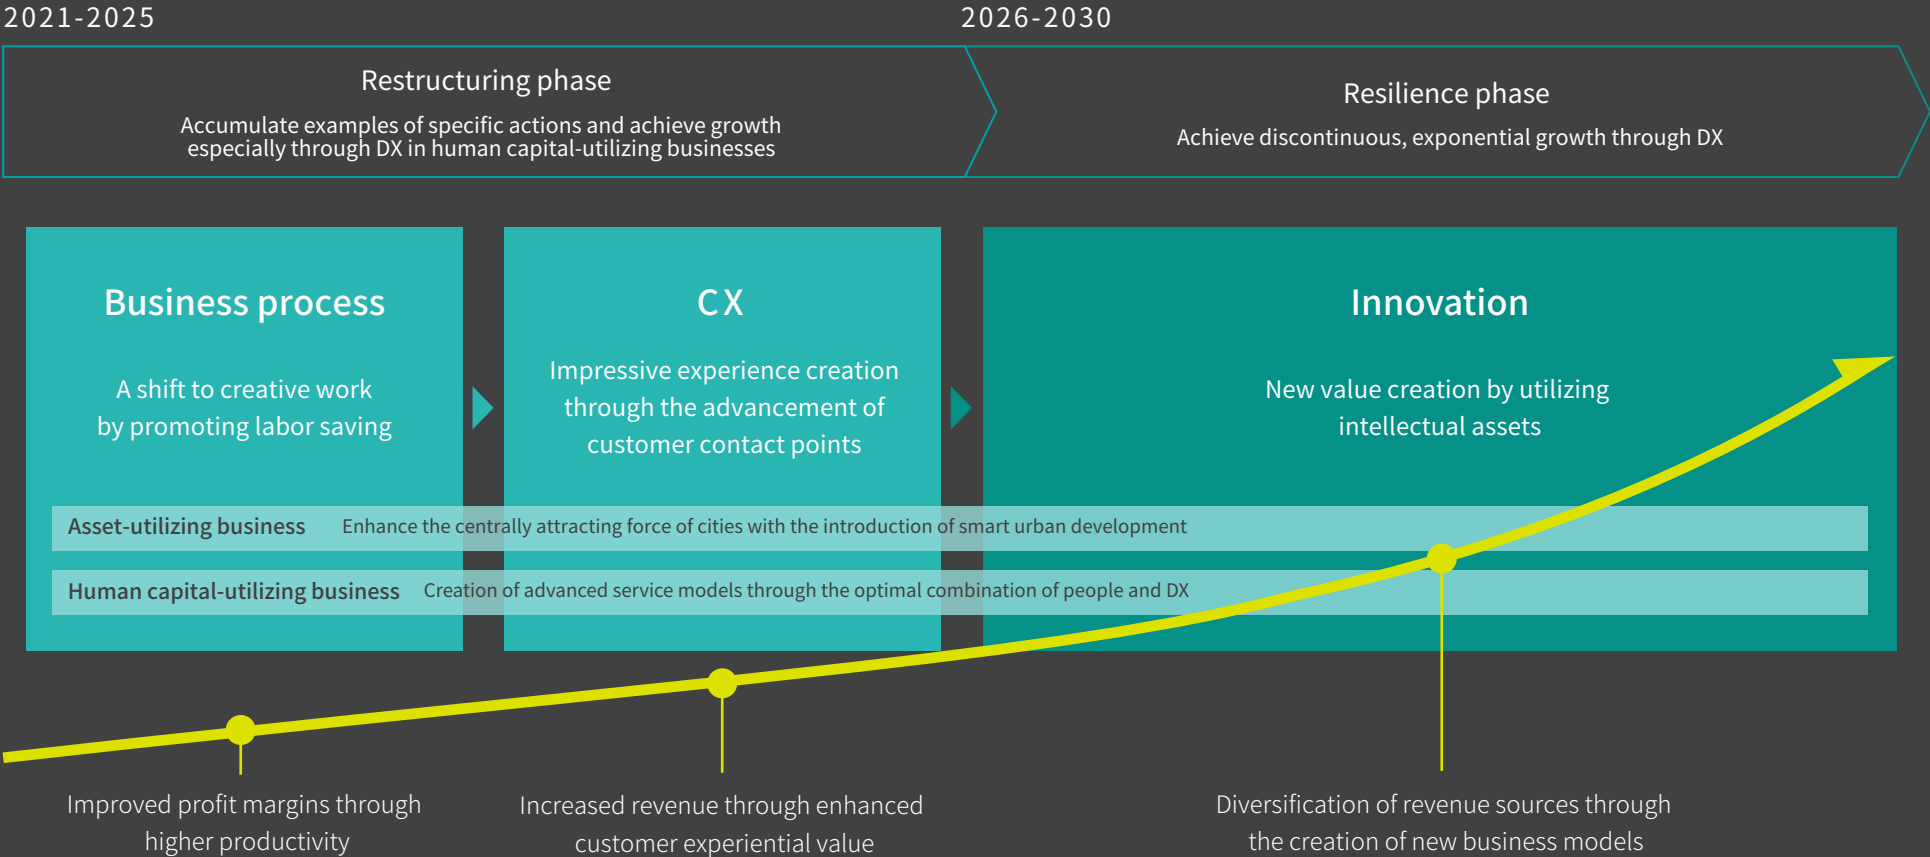 2021-2025
2026-2030
Restructuring phase
Accumulate examples of specific actions and achieve growth
especially through DX in human capital-utilizing businesses
Resilience phase
Achieve discontinuous, exponential growth through DX
Business process
A shift to creative work
by promoting labor saving
CX
Impressive experience creation
through the advancement of
customer contact points
Innovation
New value creation by utilizing
intellectual assets
Asset-utilizing business Enhance the centrally attracting force of cities with the introduction of smart urban development
Human capital-utilizing business Creation of advanced service models through the optimal combination of people and DX
Improved profit margins through
higher productivity
Increased revenue through enhanced
customer experiential value
Diversification of revenue sources through
the creation of new business models